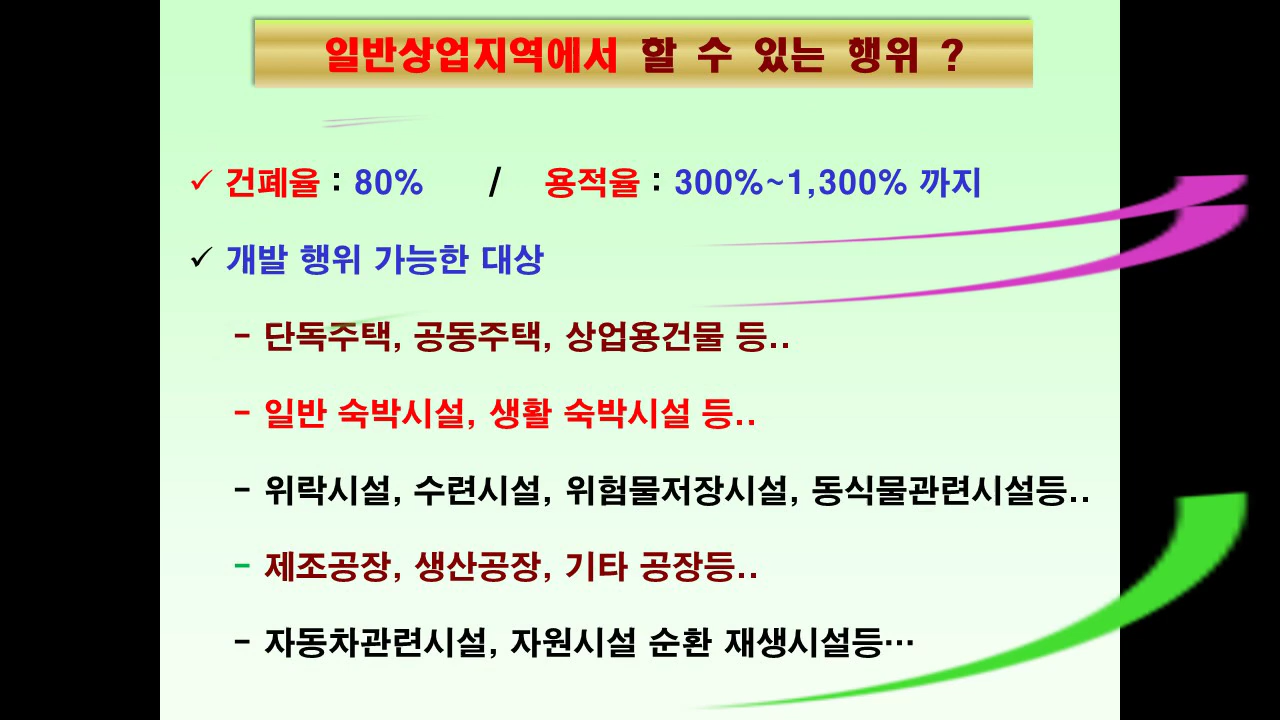 일반상업지역에서 할 수 있는 행위 ?
✓ 건폐율 : 80% / 용적율 : 300%~1,300% 까지
✓ 개발 행위 가능한 대상
- 단독주택, 공동주택, 상업용건물 등..
- 일반 숙박시설, 생활 숙박시설 등..
- 위락시설, 수련시설, 위험물저장시설, 동식물관련시설등..
- 제조공장, 생산공장, 기타 공장등..
- 자동차관련시설, 자원시설 순환 재생시설등…